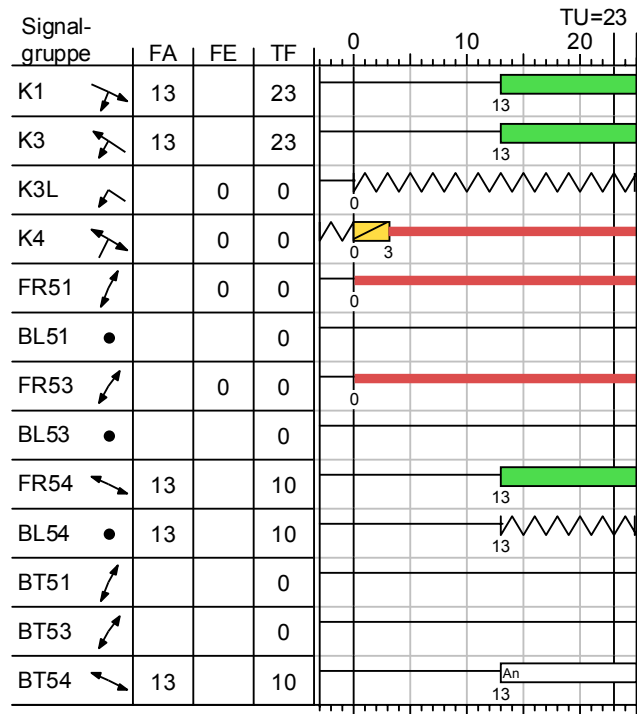 Signal-
gruppe FA FE TF 0 10 20 TU=23
K1 13 23 13
K3 13 23 13
K3L 0 0 0
K4 0 0 0 3
FR51 0 0 0
BL51 0
FR53 0 0 0
BL53 0
FR54 13 10 13
BL54 13 10 13
BT51 0
BT53 0
BT54 13 10 An
13